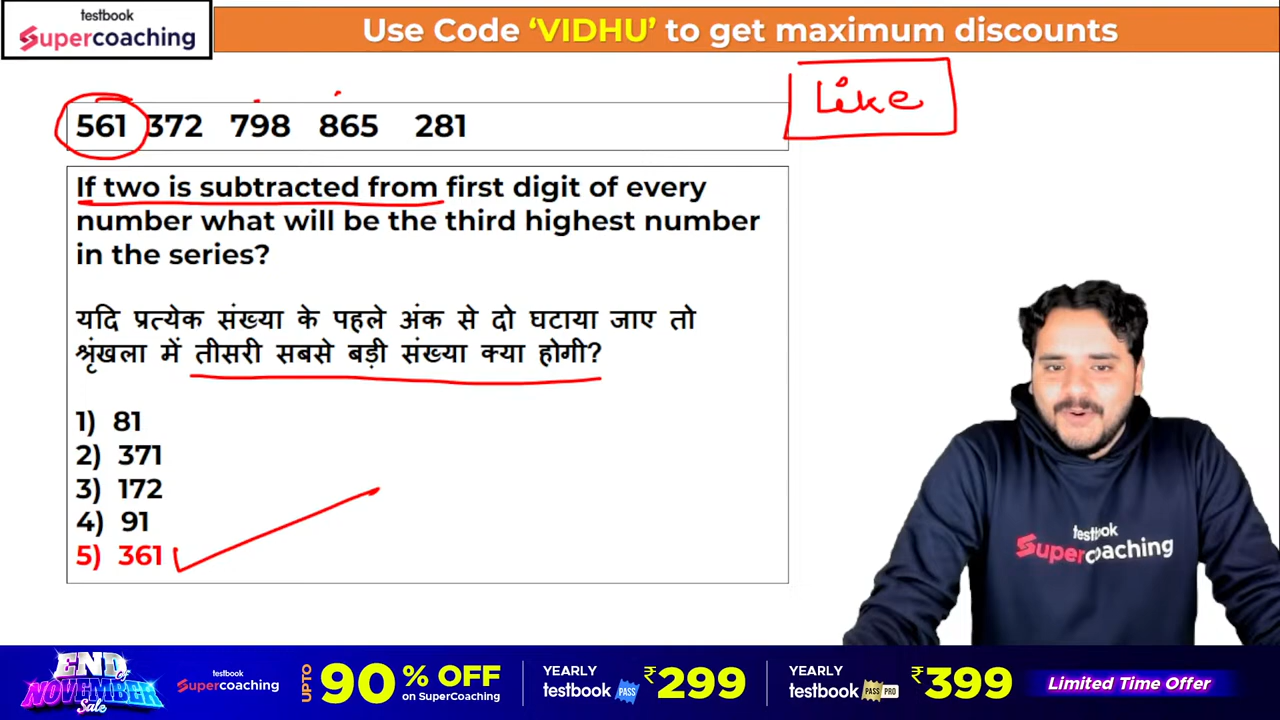 testbook
Supercoaching
Use Code ‘VIDHU’ to get maximum discounts
Like
561 372 798 865 281
If two is subtracted from first digit of every
number what will be the third highest number
in the series?
यदि प्रत्येक संख्या के पहले अंक से दो घटाया जाए तो
श्रृंखला में तीसरी सबसे बड़ी संख्या क्या होगी?
1) 81
2) 371
3) 172
4) 91
5) 361
testbook
Supercoaching
END OF
NOVEMBER
Sale
testbook
Supercoaching
UPTO 90% OFF
on SuperCoaching
YEARLY
testbook PASS
₹299
YEARLY
testbook PASS PRO
₹399
Limited Time Offer